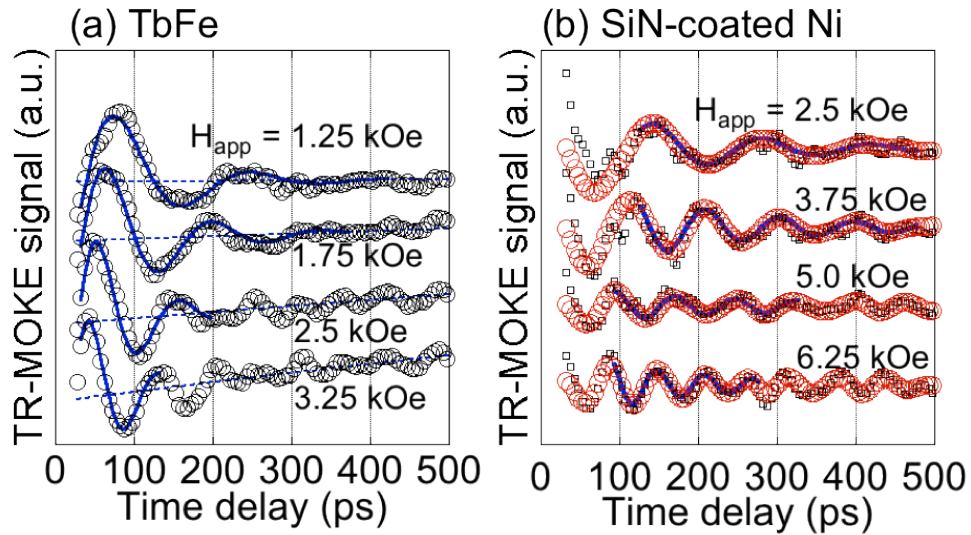 (a) TbFe
TR-MOKE signal (a.u.)
H_app = 1.25 kOe
1.75 kOe
2.5 kOe
3.25 kOe
0 100 200 300 400 500
Time delay (ps)
(b) SiN-coated Ni
TR-MOKE signal (a.u.)
H_app = 2.5 kOe
3.75 kOe
5.0 kOe
6.25 kOe
0 100 200 300 400 500
Time delay (ps)